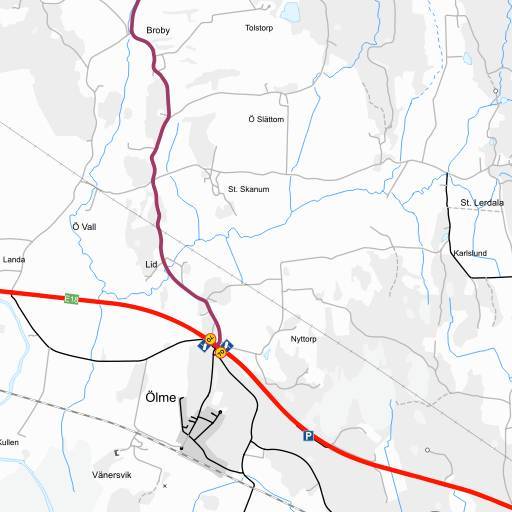 Broby
Tolstorp
Ö Slättom
St. Skanum
St. Lerdala
Ö Vall
Karlslund
Landa
Lid
E18
Nyttorp
Ölme
P
Kullen
Vänersvik